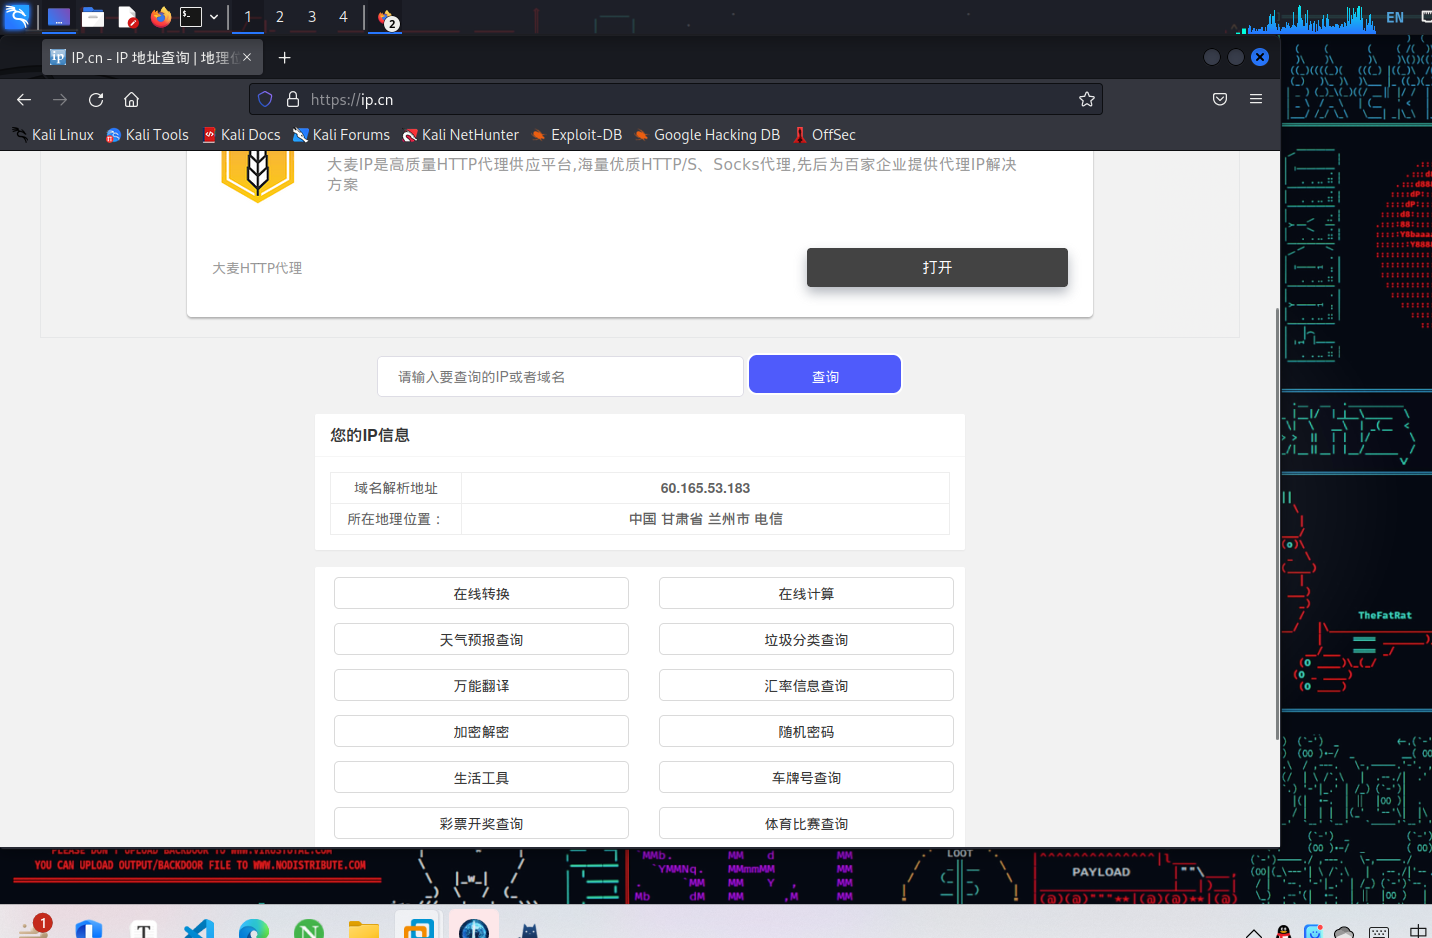 1 2 3 4
2
EN
IP.cn - IP 地址查询 | 地理位
https://ip.cn
Kali Linux Kali Tools Kali Docs Kali Forums Kali NetHunter Exploit-DB Google Hacking DB OffSec
大麦IP是高质量HTTP代理供应平台,海量优质HTTP/S、Socks代理,先后为百家企业提供代理IP解决
方案
大麦HTTP代理
打开
请输入要查询的IP或者域名
查询
您的IP信息
域名解析地址 60.165.53.183
所在地理位置： 中国 甘肃省 兰州市 电信
在线转换 在线计算
天气预报查询 垃圾分类查询
万能翻译 汇率信息查询
加密解密 随机密码
生活工具 车牌号查询
彩票开奖查询 体育比赛查询
TheFatRat
PLEASE DON'T UPLOAD BACKDOOR TO WWW.VIRUSTOTAL.COM
YOU CAN UPLOAD OUTPUT/BACKDOOR FILE TO WWW.NODISTRIBUTE.COM
LOOT
PAYLOAD
1
T
N
中